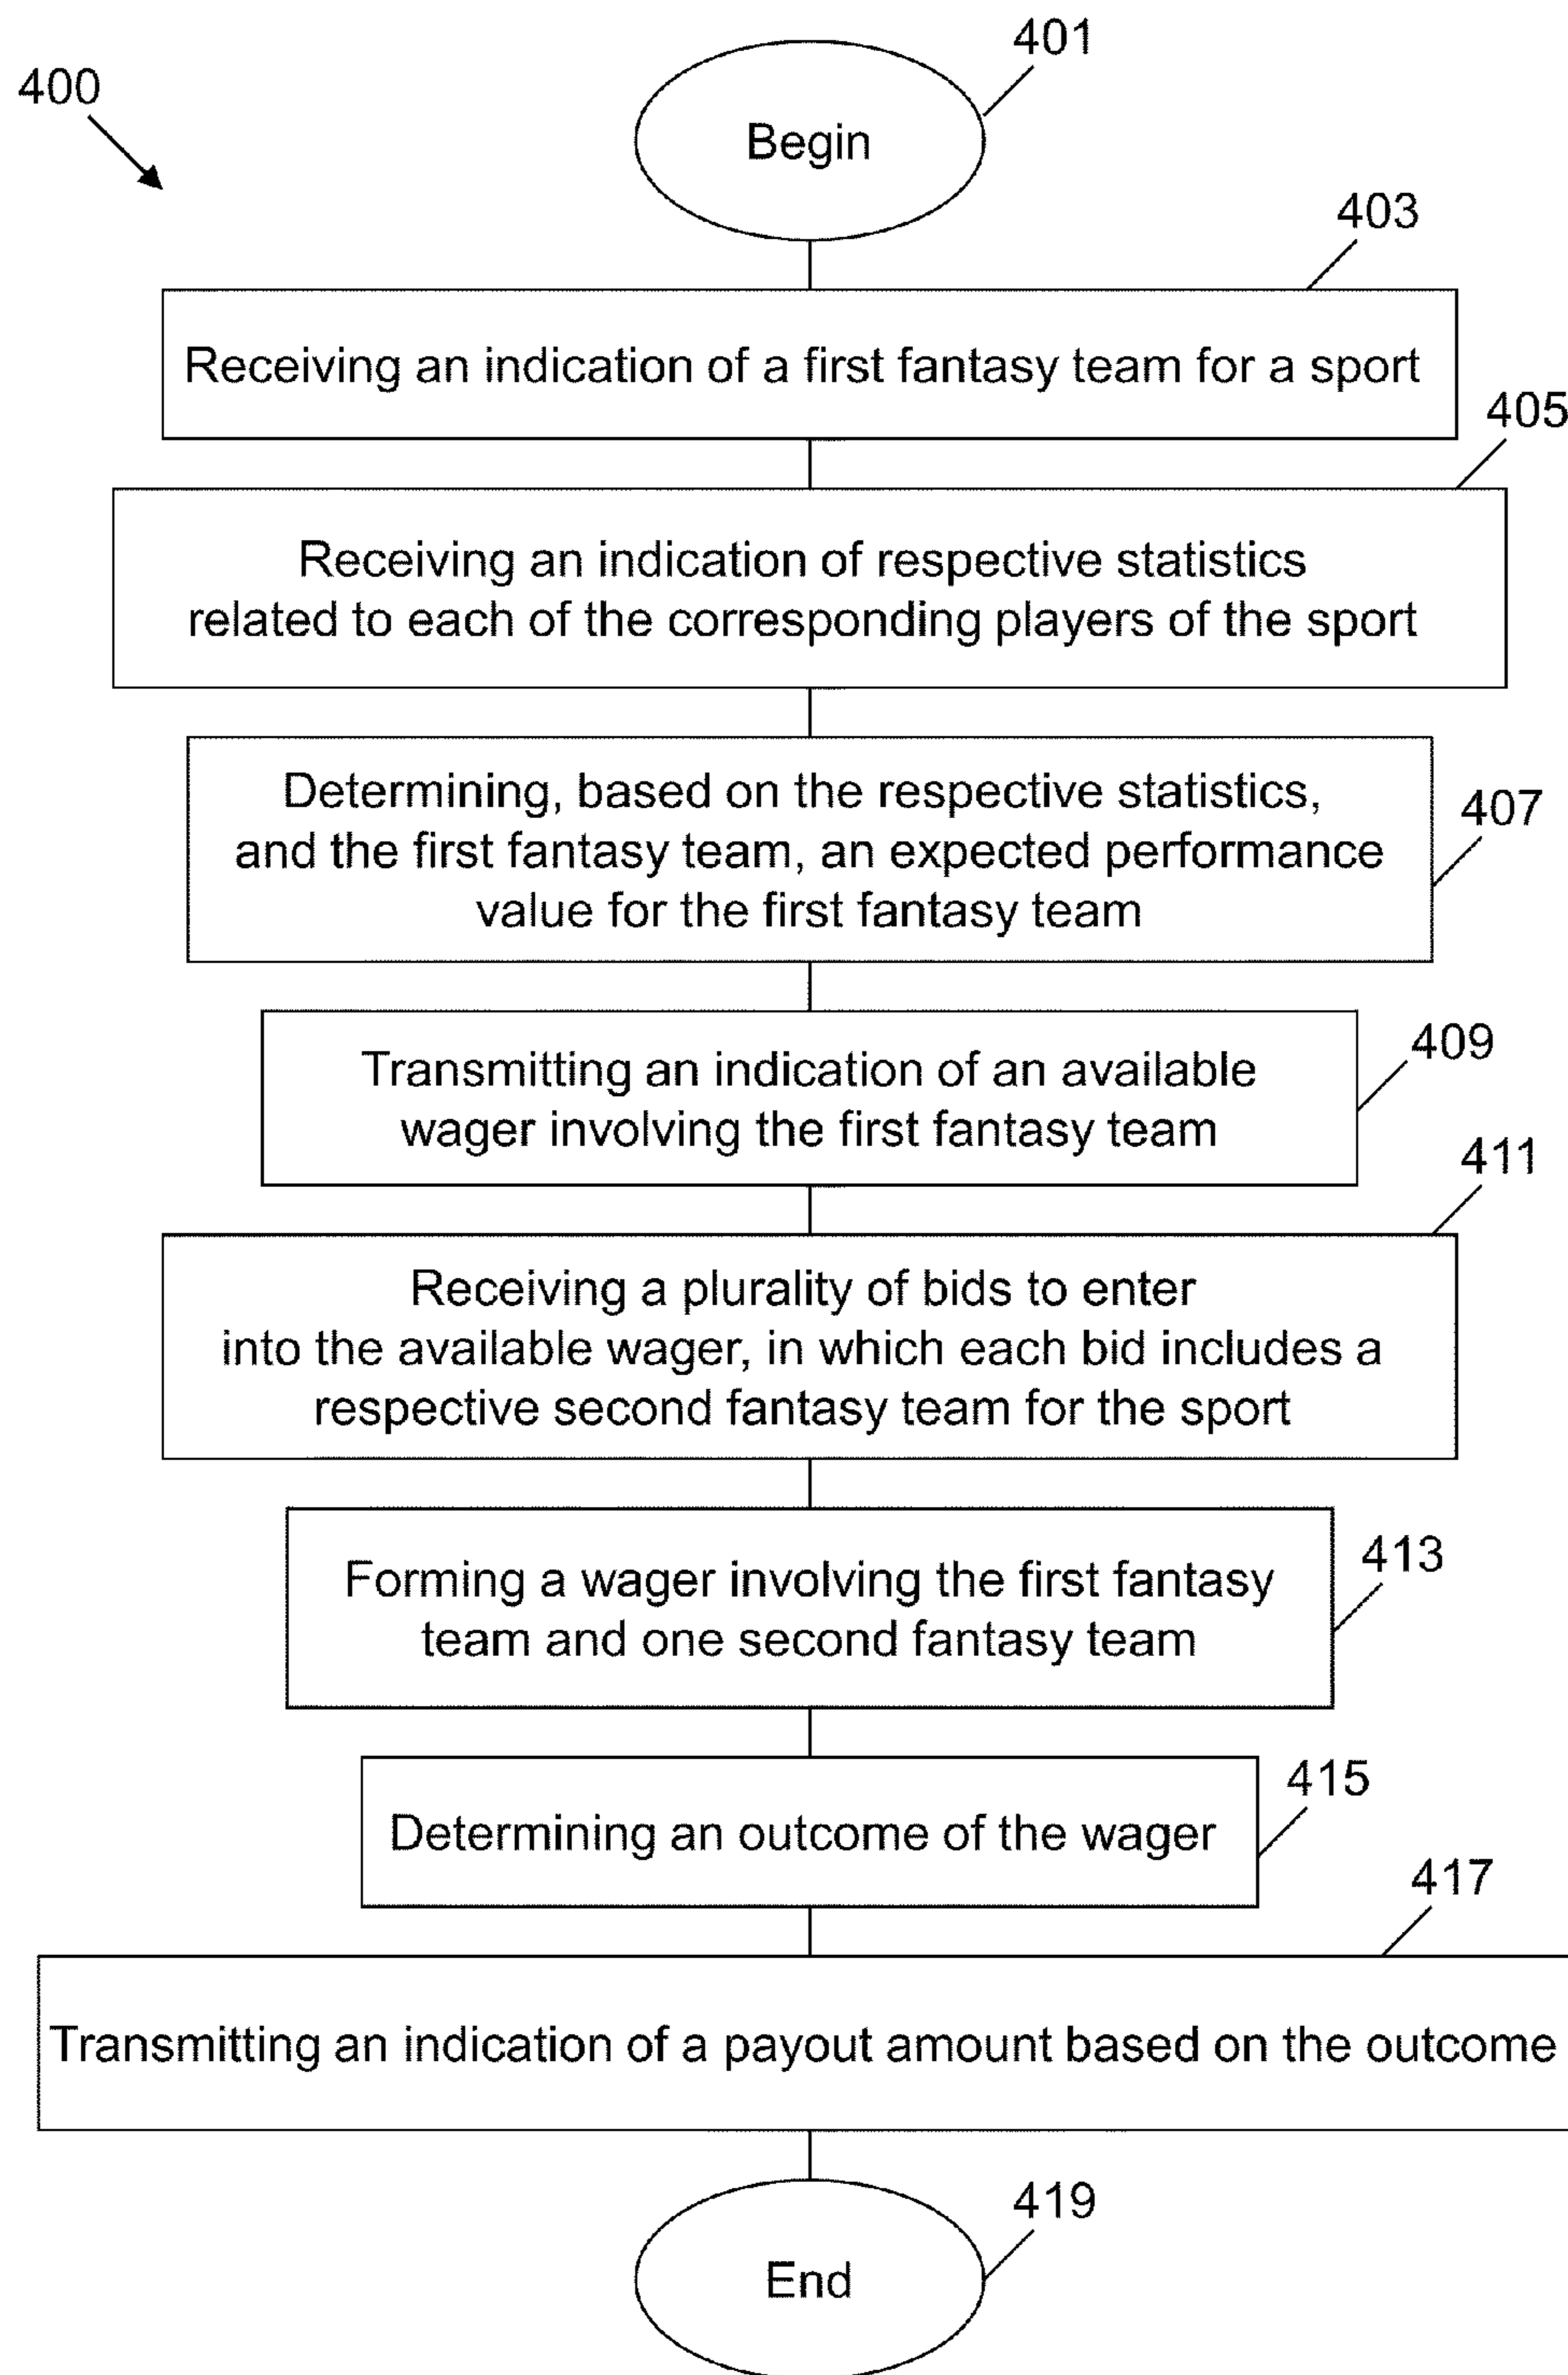 400
401
Begin
403
Receiving an indication of a first fantasy team for a sport
405
Receiving an indication of respective statistics
related to each of the corresponding players of the sport
407
Determining, based on the respective statistics,
and the first fantasy team, an expected performance
value for the first fantasy team
409
Transmitting an indication of an available
wager involving the first fantasy team
411
Receiving a plurality of bids to enter
into the available wager, in which each bid includes a
respective second fantasy team for the sport
413
Forming a wager involving the first fantasy
team and one second fantasy team
415
Determining an outcome of the wager
417
Transmitting an indication of a payout amount based on the outcome
419
End